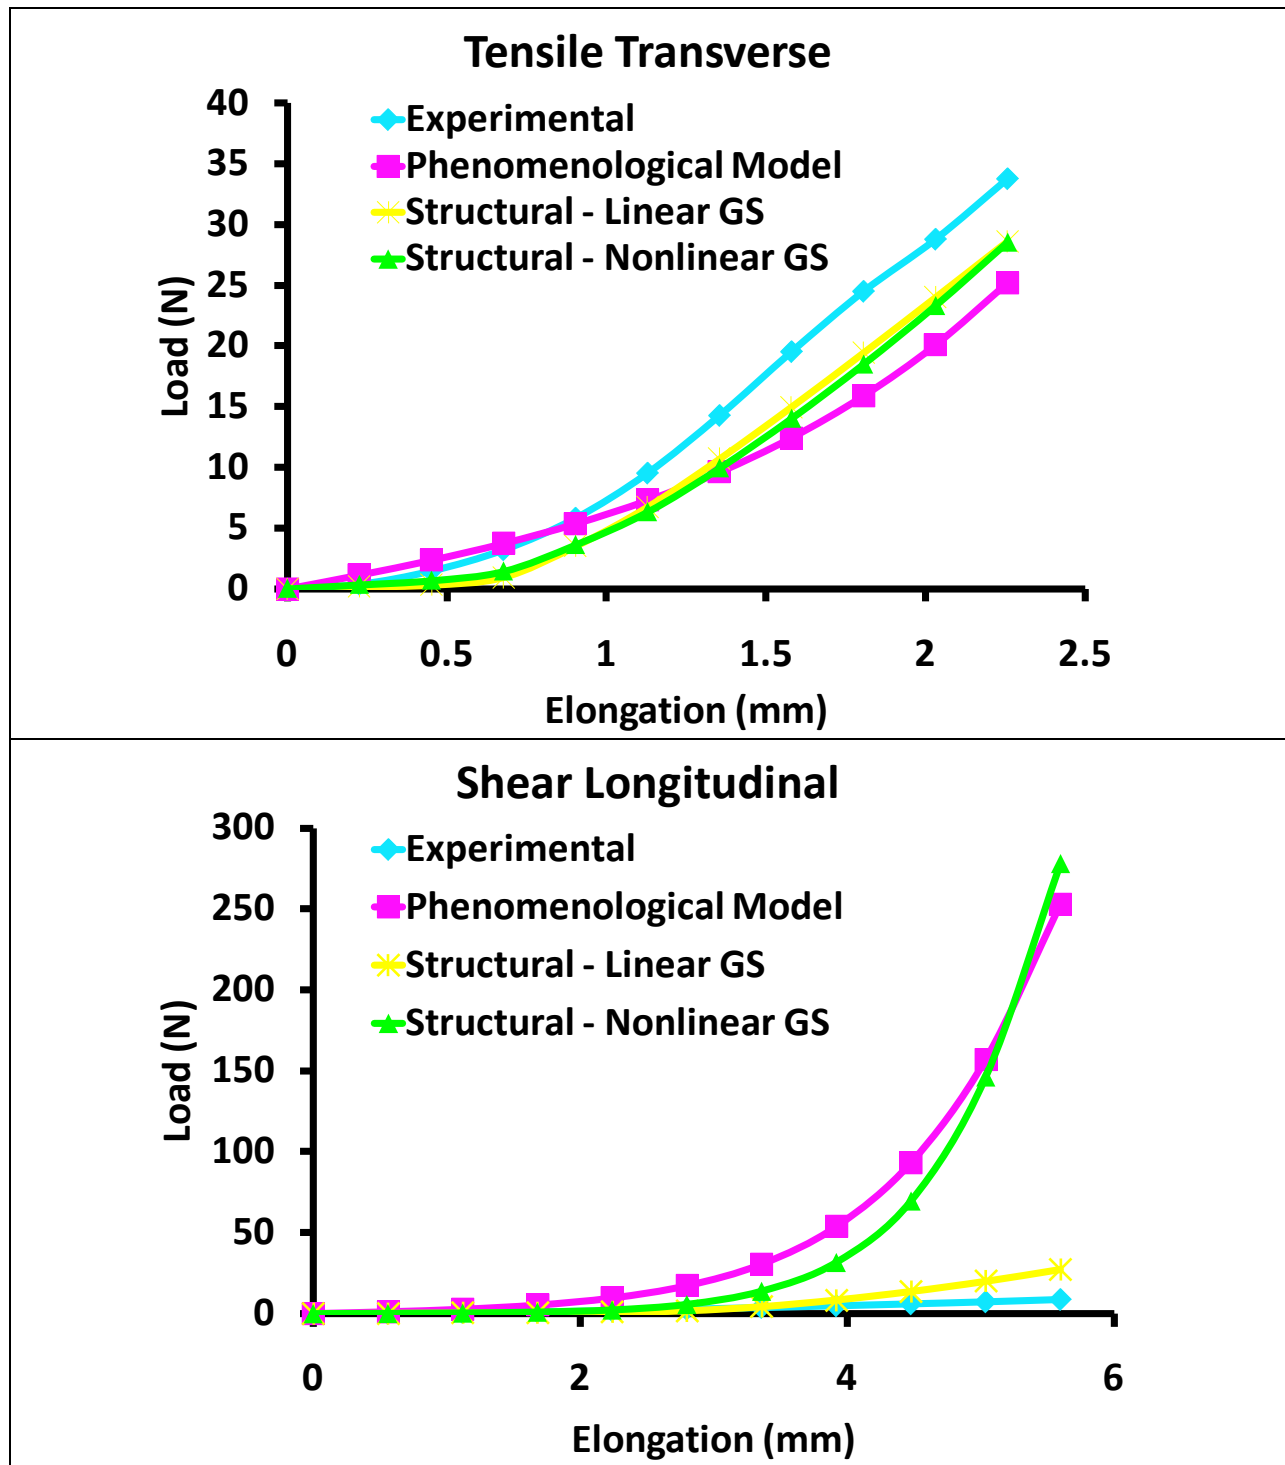 Tensile Transverse
40
35
30
25
20
15
10
5
0
Load (N)
Experimental
Phenomenological Model
Structural - Linear GS
Structural - Nonlinear GS
0 0.5 1 1.5 2 2.5
Elongation (mm)
Shear Longitudinal
300
250
200
150
100
50
0
Load (N)
Experimental
Phenomenological Model
Structural - Linear GS
Structural - Nonlinear GS
0 2 4 6
Elongation (mm)